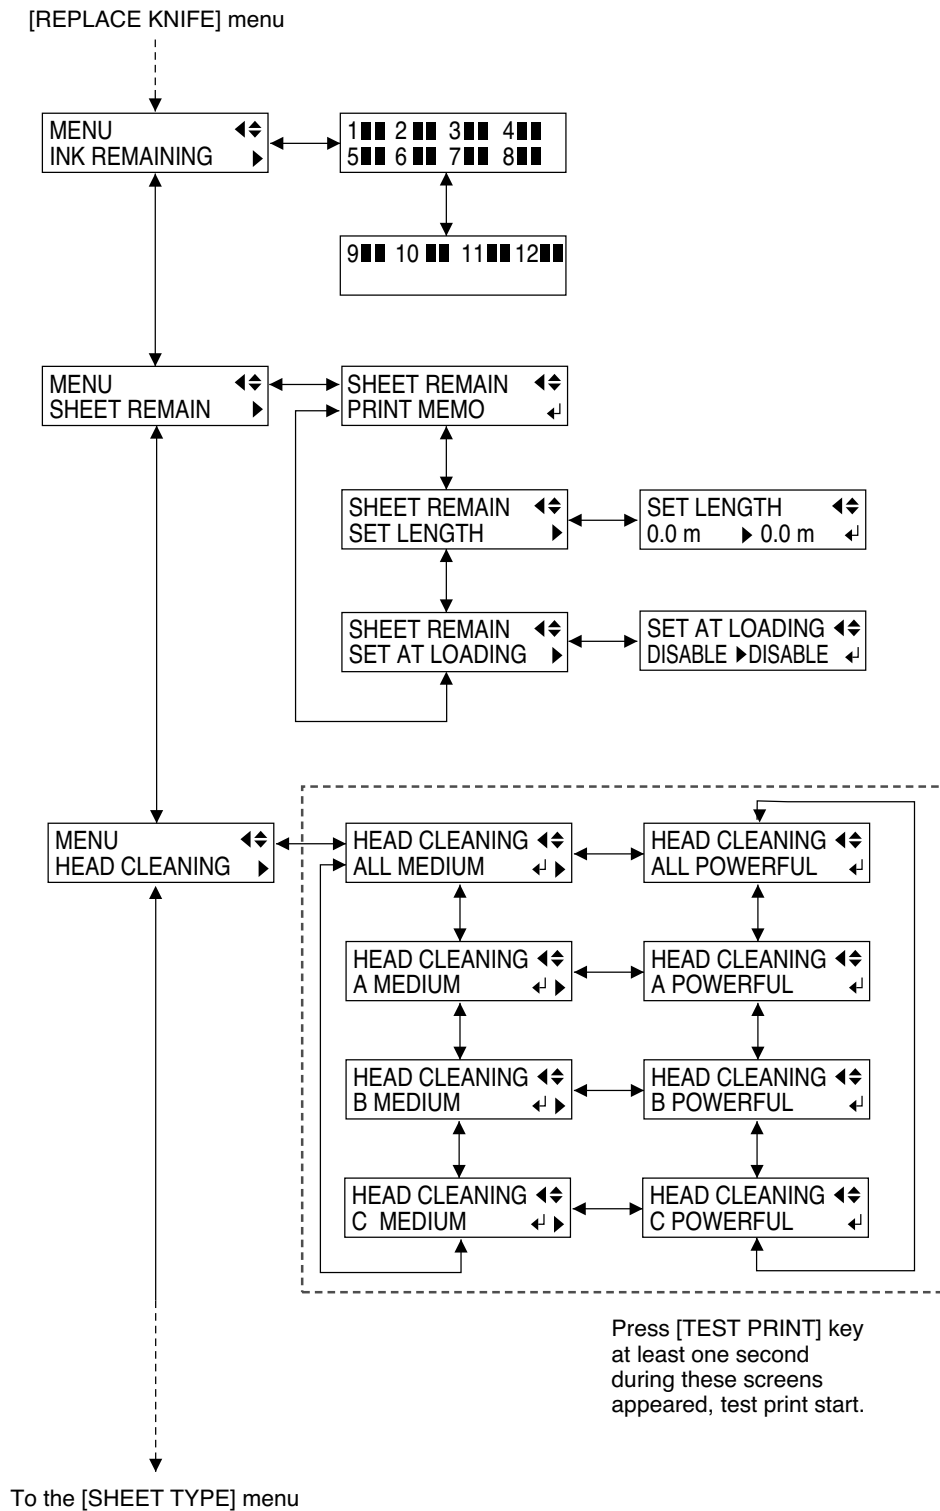 [REPLACE KNIFE] menu
MENU ◀♦
INK REMAINING ▶
1■■ 2■■ 3■■ 4■■
5■■ 6■■ 7■■ 8■■
9■■ 10■■ 11■■12■■
MENU ◀♦
SHEET REMAIN ▶
SHEET REMAIN ◀♦
PRINT MEMO ↵
SHEET REMAIN ◀♦
SET LENGTH ▶
SET LENGTH ◀♦
0.0 m ▶ 0.0 m ↵
SHEET REMAIN ◀♦
SET AT LOADING ▶
SET AT LOADING ◀♦
DISABLE ▶DISABLE ↵
MENU ◀♦
HEAD CLEANING ▶
HEAD CLEANING ◀♦
ALL MEDIUM ↵ ▶
HEAD CLEANING ◀♦
ALL POWERFUL ↵
HEAD CLEANING ◀♦
A MEDIUM ↵ ▶
HEAD CLEANING ◀♦
A POWERFUL ↵
HEAD CLEANING ◀♦
B MEDIUM ↵ ▶
HEAD CLEANING ◀♦
B POWERFUL ↵
HEAD CLEANING ◀♦
C MEDIUM ↵ ▶
HEAD CLEANING ◀♦
C POWERFUL ↵
Press [TEST PRINT] key
at least one second
during these screens
appeared, test print start.
To the [SHEET TYPE] menu